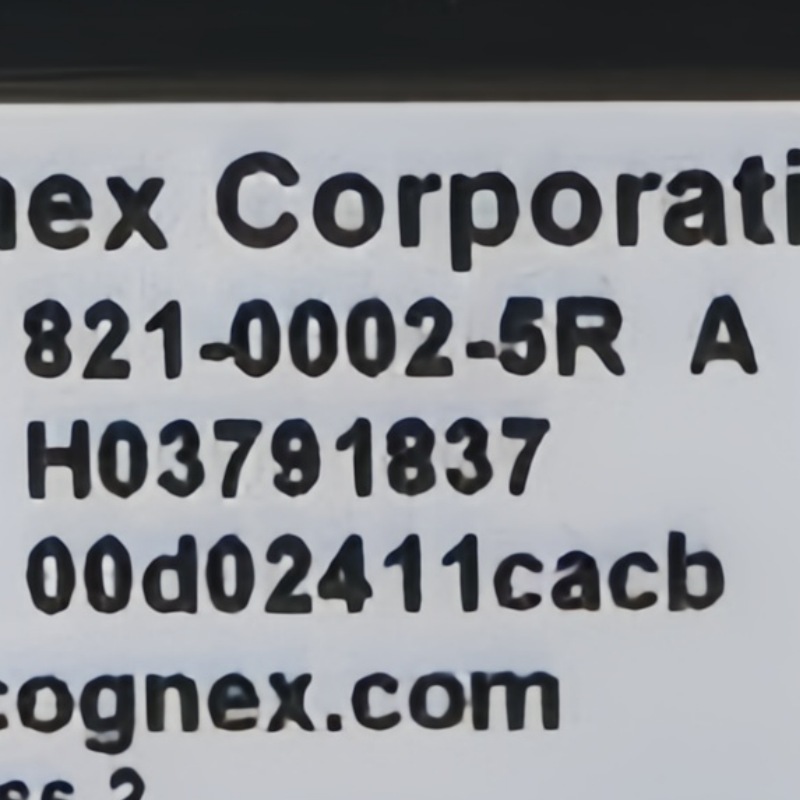 nex Corporati
821-0002-5R A
H03791837
00d02411cacb
cognex.com